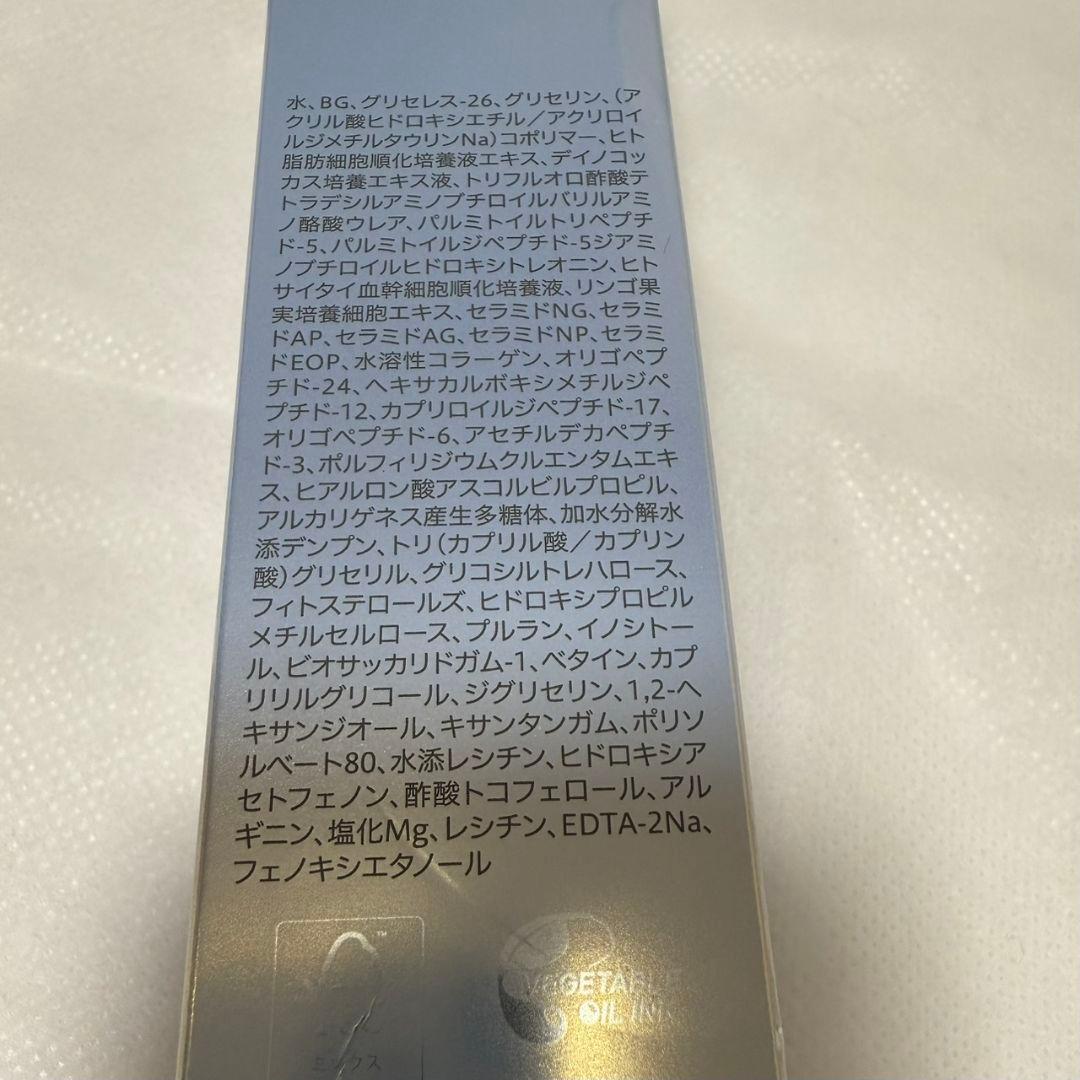 水、BG、グリセレス-26、グリセリン、(ア
クリル酸ヒドロキシエチル/アクリロイ
ルジメチルタウリンNa)コポリマー、ヒト
脂肪細胞順化培養液エキス、デイノコッ
カス培養エキス液、トリフルオロ酢酸テ
トラデシルアミノブチロイルバリルアミ
ノ酪酸ウレア、パルミトイルトリペプチ
ド-5、パルミトイルジペプチド-5ジアミ
ノブチロイルヒドロキシトレオニン、ヒト
サイタイ血幹細胞順化培養液、リンゴ果
実培養細胞エキス、セラミドNG、セラミ
ドAP、セラミドAG、セラミドNP、セラミ
ドEOP、水溶性コラーゲン、オリゴペプ
チド-24、ヘキサカルボキシメチルジペ
プチド-12、カプリロイルジペプチド-17、
オリゴペプチド-6、アセチルデカペプチ
ド-3、ポルフィリジウムクルエンタムエキ
ス、ヒアルロン酸アスコルビルプロピル、
アルカリゲネス産生多糖体、加水分解水
添デンプン、トリ(カプリル酸/カプリン
酸)グリセリル、グリコシルトレハロース、
フィトステロールズ、ヒドロキシプロピル
メチルセルロース、プルラン、イノシトー
ル、ビオサッカリドガム-1、ベタイン、カプ
リリルグリコール、ジグリセリン、1,2-ヘ
キサンジオール、キサンタンガム、ポリソ
ルベート80、水添レシチン、ヒドロキシア
セトフェノン、酢酸トコフェロール、アル
ギニン、塩化Mg、レシチン、EDTA-2Na、
フェノキシエタノール
™
VEGETABLE
OIL INK
ミックス